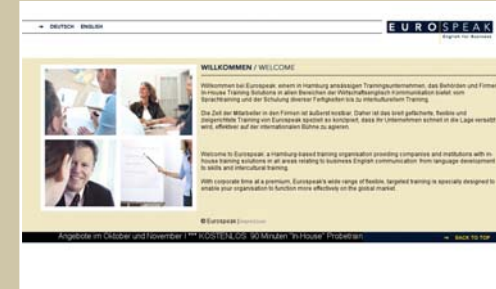 → DEUTSCH ENGLISH
EUROSPEAK
English for Business
WILLKOMMEN / WELCOME
Willkommen bei Eurospeak, einem in Hamburg ansässigen Trainingsunternehmen, das Behörden und Firmen
In-House Training Solutions in allen Bereichen der Wirtschaftsenglisch Kommunikation bietet: vom
Sprachtraining und der Schulung diverser Fertigkeiten bis zu interkulturellem Training.
Die Zeit der Mitarbeiter in den Firmen ist äußerst kostbar. Daher ist das breit gefächerte, flexible und
zielgerichtete Training von Eurospeak speziell so konzipiert, dass Ihr Unternehmen schnell in die Lage versetzt
wird, effektiver auf der internationalen Bühne zu agieren.
Welcome to Eurospeak, a Hamburg-based training organisation providing companies and institutions with in-
house training solutions in all areas relating to business English communication: from language development
to skills and intercultural training.
With corporate time at a premium, Eurospeak's wide range of flexible, targeted training is specially designed to
enable your organisation to function more effectively on the global market.
© Eurospeak | Impressum
Angebote im Oktober und November ! *** KOSTENLOS: 90 Minuten "In-House" Probetrain
→ BACK TO TOP